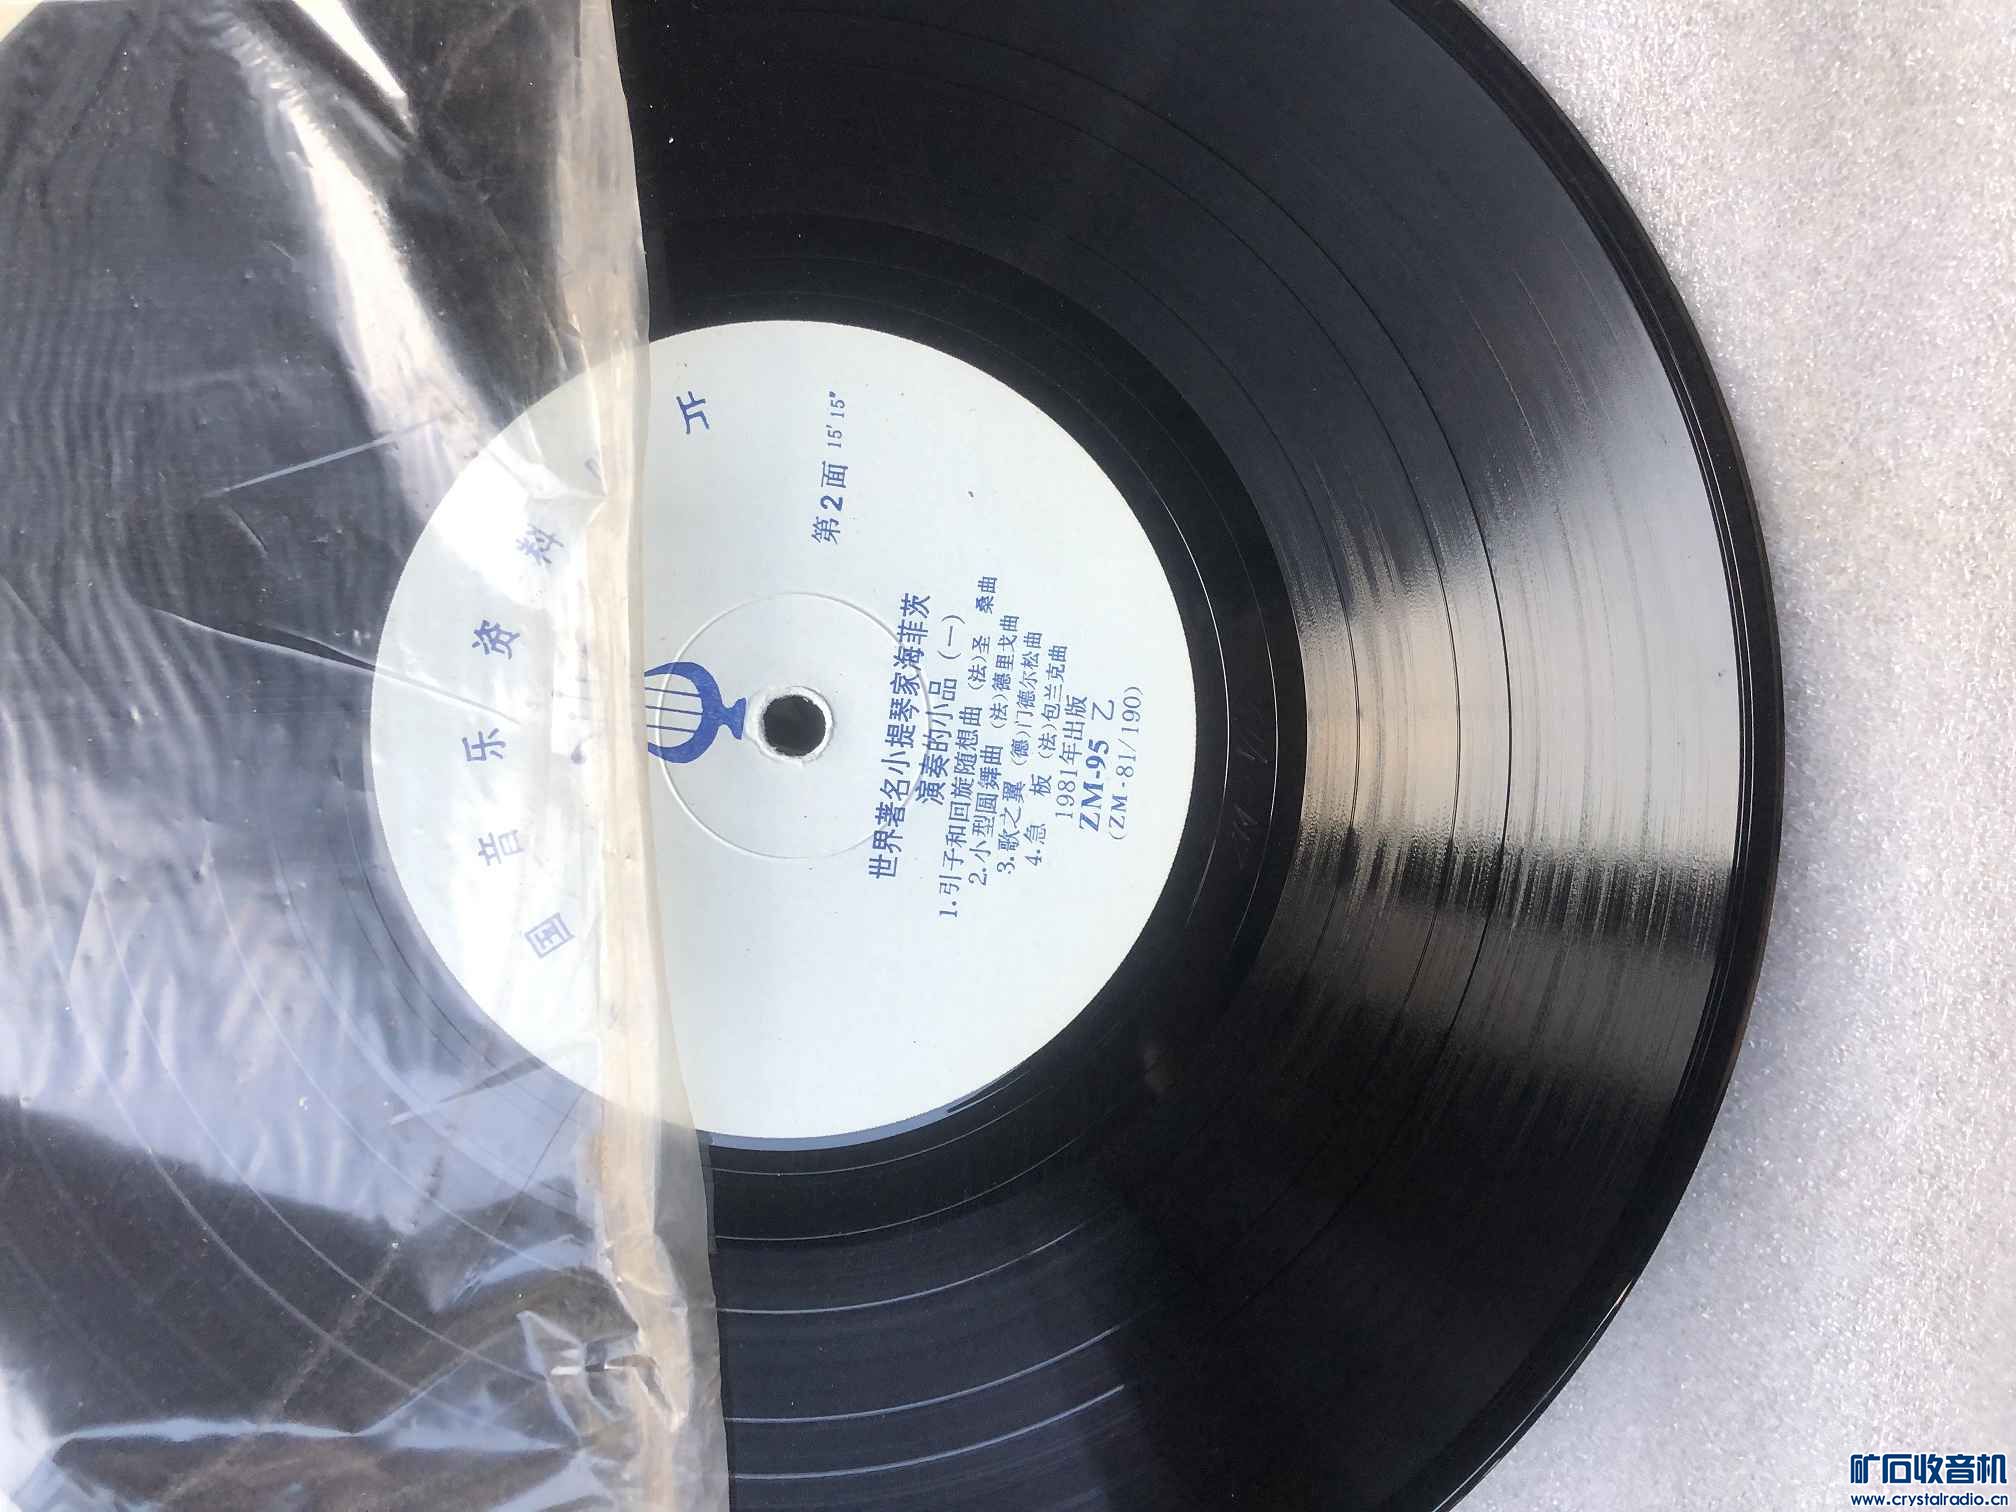 国音乐资料
第2面 15′15″
世界著名小提琴家海菲茨
演奏的小品（一）
1.引子和回旋随想曲（法）圣 桑曲
2.小型圆舞曲（法）德里戈曲
3.歌之翼（德）门德尔松曲
4.急 板（法）包兰克曲
1981年出版
ZM-95 乙
（ZM-81/190）
矿石收音机
www.crystalradio.cn